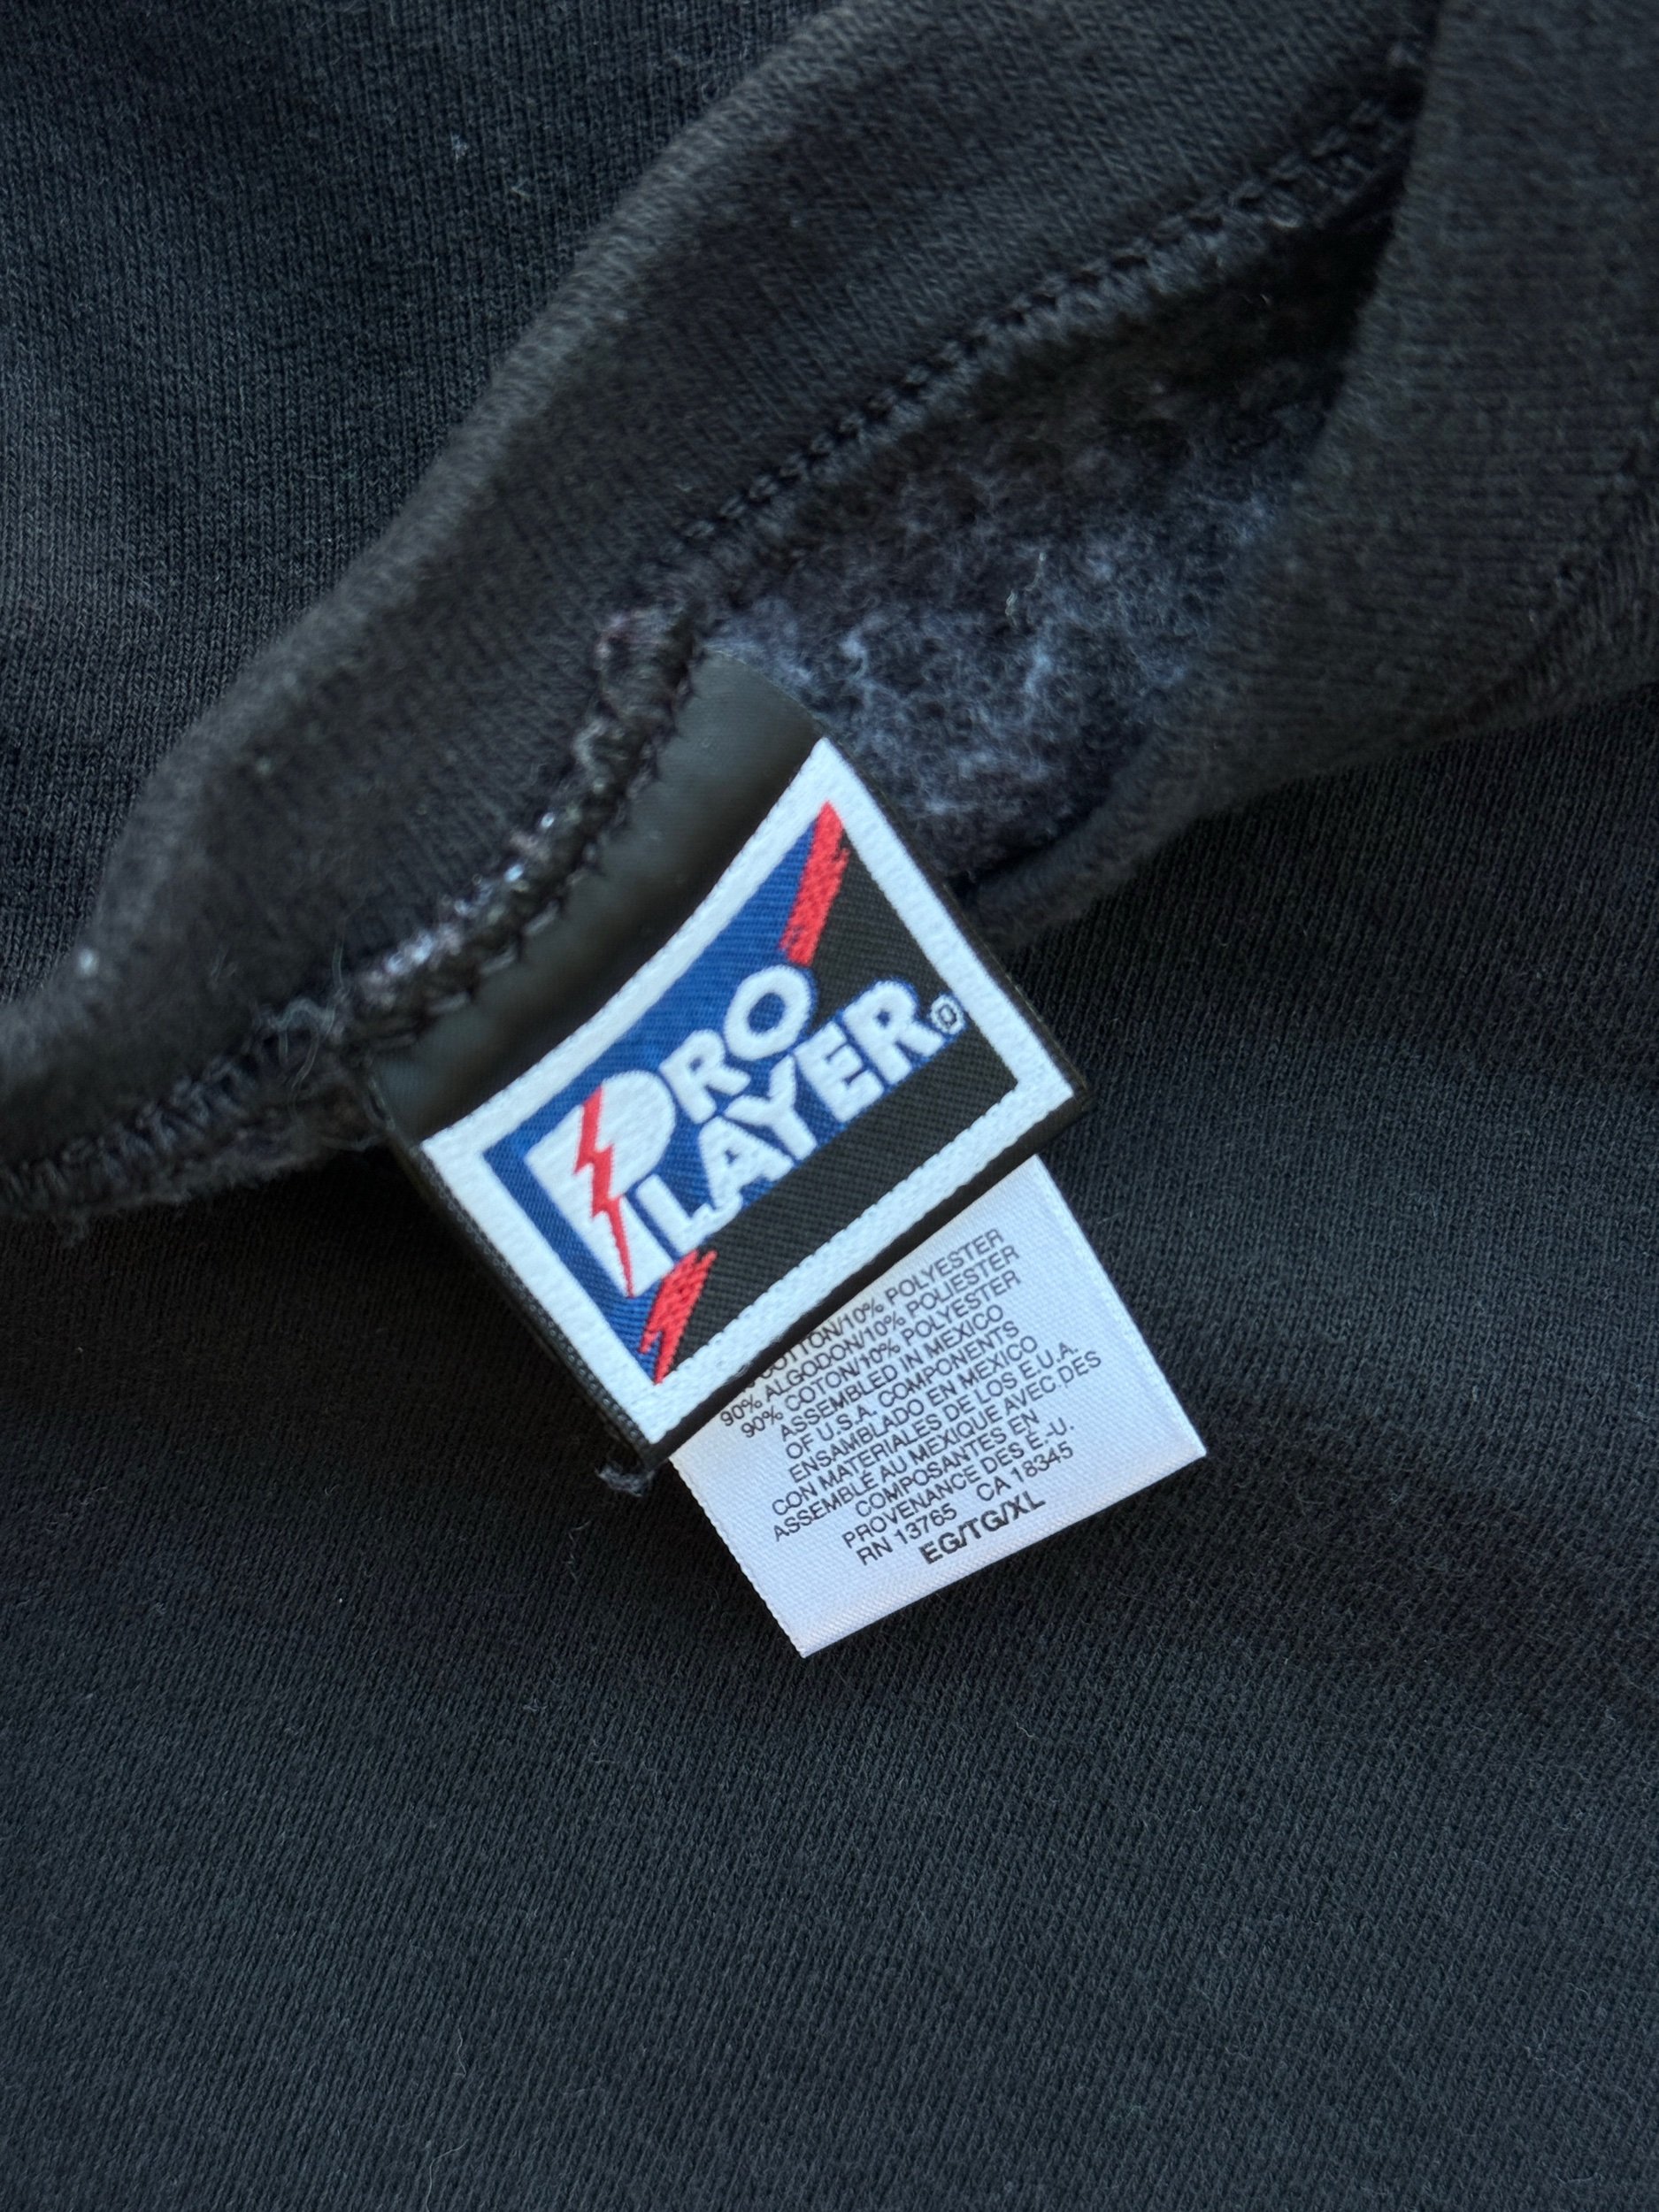 PRO
PLAYER®
COTTON/10% POLYESTER
90% ALGODON/10% POLIESTER
90% COTON/10% POLYESTER
ASSEMBLED IN MEXICO
OF U.S.A. COMPONENTS
ENSAMBLADO EN MEXICO
CON MATERIALES DE LOS E.U.A.
ASSEMBLÉ AU MEXIQUE AVEC DES
COMPOSANTES EN
PROVENANCE DES É.-U.
RN 13765 CA 18345
EG/TG/XL